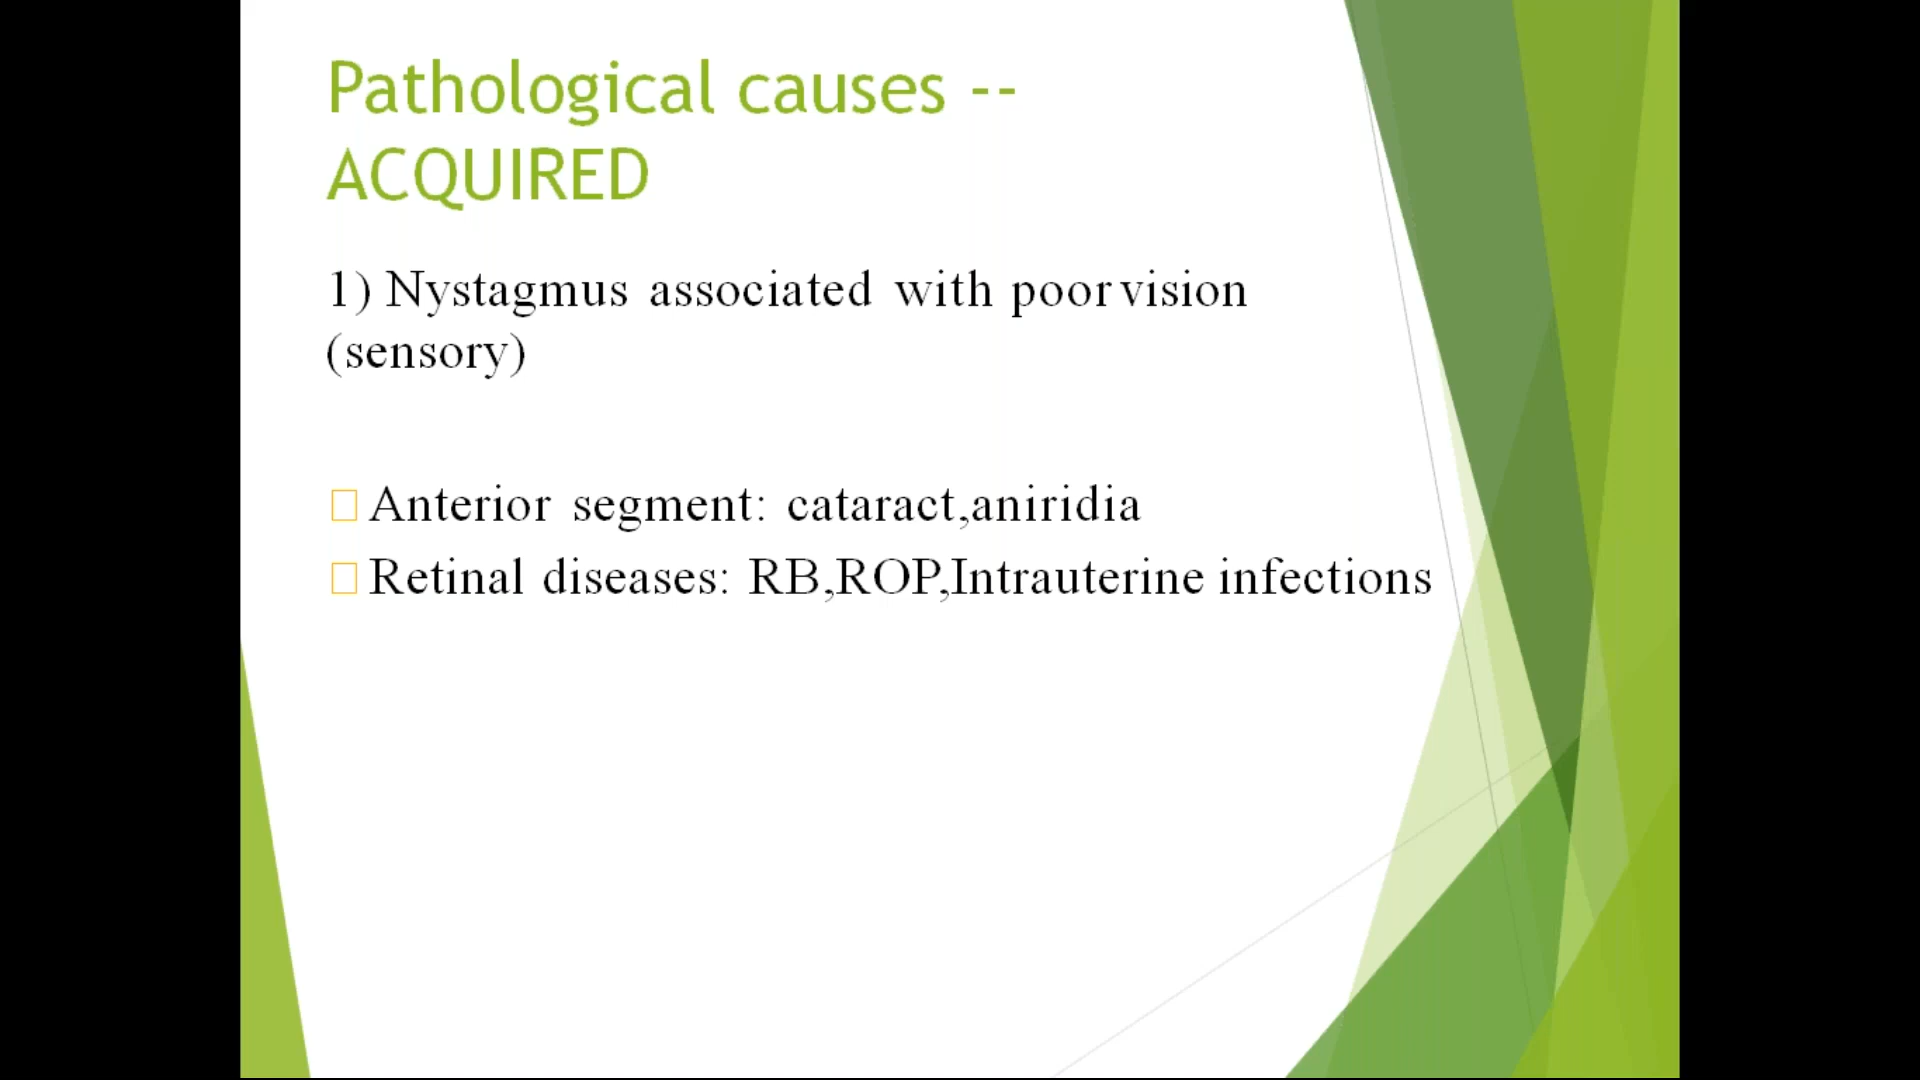 Pathological causes --
ACQUIRED
1) Nystagmus associated with poor vision
(sensory)
Anterior segment: cataract,aniridia
Retinal diseases: RB,ROP,Intrauterine infections